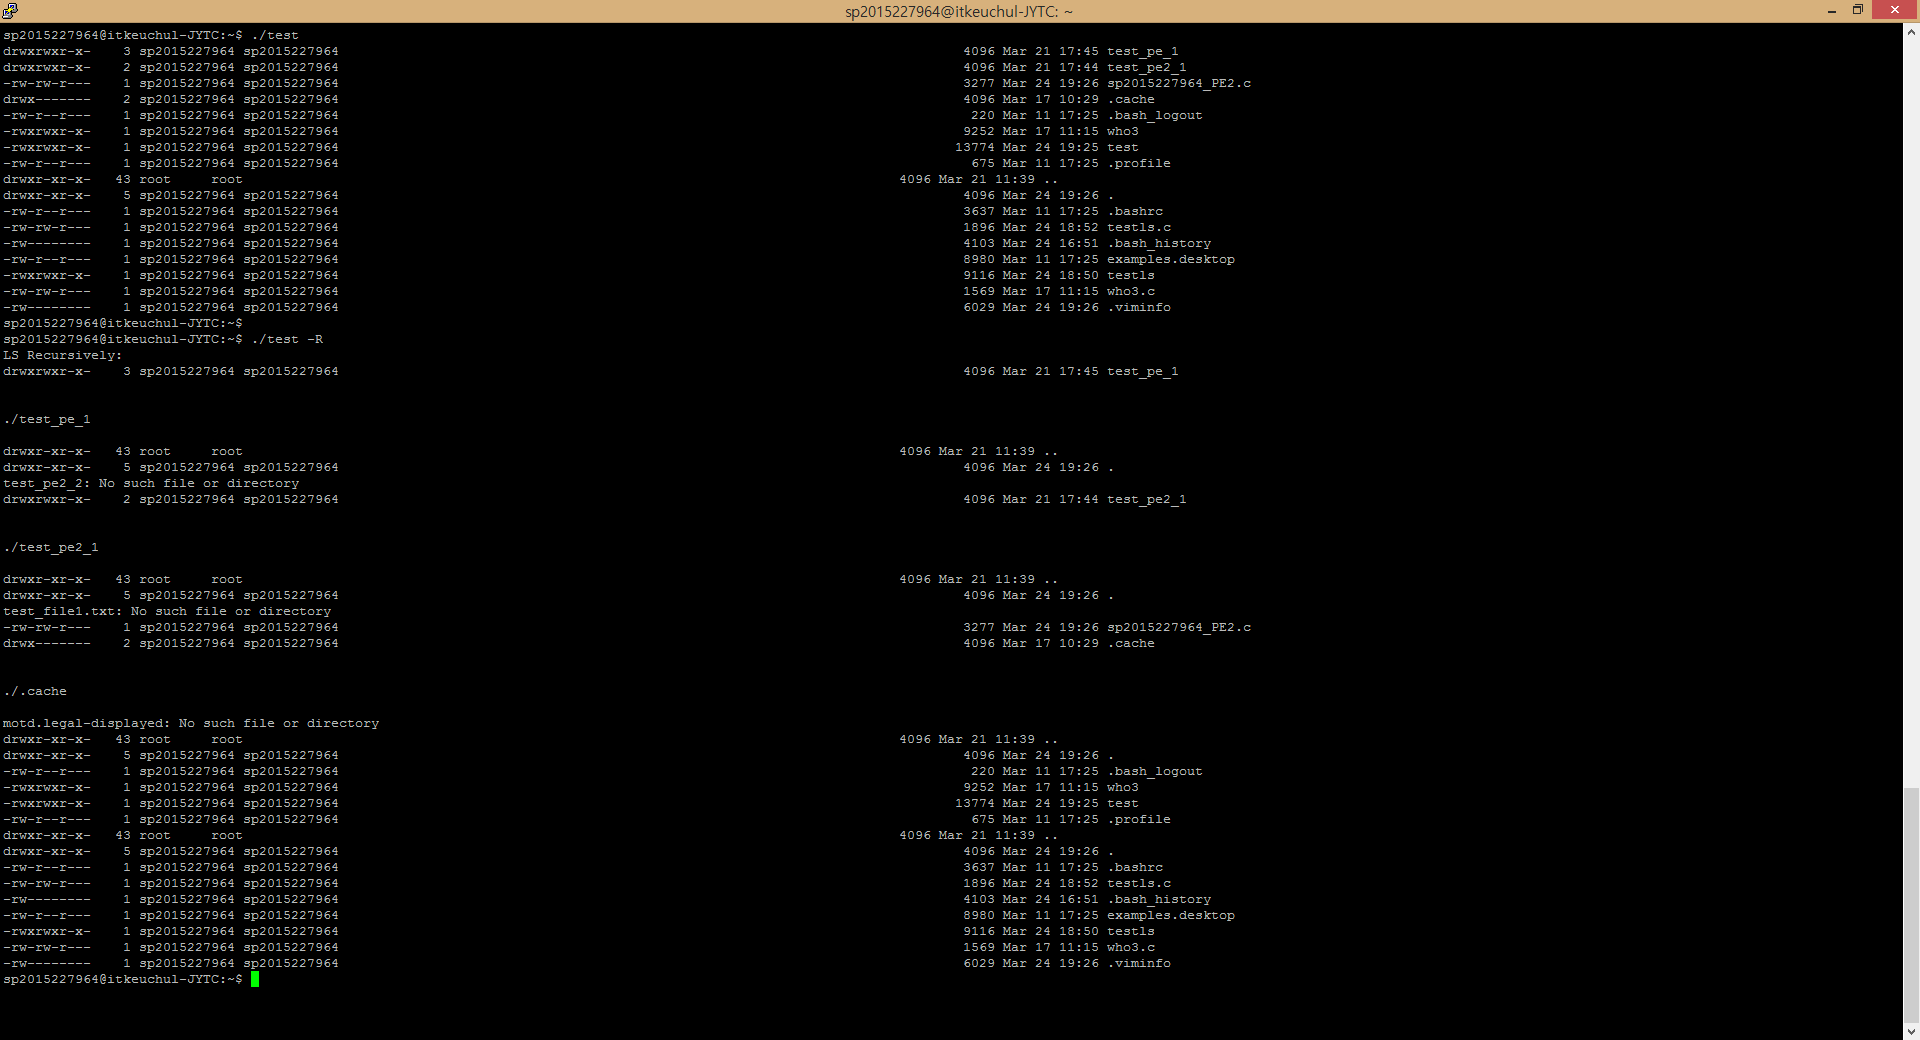 sp2015227964@itkeuchul-JYTC: ~
sp2015227964@itkeuchul-JYTC:~$ ./test
drwxrwxr-x-    3 sp2015227964 sp2015227964    4096 Mar 21 17:45 test_pe_1
drwxrwxr-x-    2 sp2015227964 sp2015227964    4096 Mar 21 17:44 test_pe2_1
-rw-rw-r---    1 sp2015227964 sp2015227964    3277 Mar 24 19:26 sp2015227964_PE2.c
drwx-------    2 sp2015227964 sp2015227964    4096 Mar 17 10:29 .cache
-rw-r--r---    1 sp2015227964 sp2015227964    220 Mar 11 17:25 .bash_logout
-rwxrwxr-x-    1 sp2015227964 sp2015227964    9252 Mar 17 11:15 who3
-rwxrwxr-x-    1 sp2015227964 sp2015227964    13774 Mar 24 19:25 test
-rw-r--r---    1 sp2015227964 sp2015227964    675 Mar 11 17:25 .profile
drwxr-xr-x-   43 root     root    4096 Mar 21 11:39 ..
drwxr-xr-x-    5 sp2015227964 sp2015227964    4096 Mar 24 19:26 .
-rw-r--r---    1 sp2015227964 sp2015227964    3637 Mar 11 17:25 .bashrc
-rw-rw-r---    1 sp2015227964 sp2015227964    1896 Mar 24 18:52 testls.c
-rw--------    1 sp2015227964 sp2015227964    4103 Mar 24 16:51 .bash_history
-rw-r--r---    1 sp2015227964 sp2015227964    8980 Mar 11 17:25 examples.desktop
-rwxrwxr-x-    1 sp2015227964 sp2015227964    9116 Mar 24 18:50 testls
-rw-rw-r---    1 sp2015227964 sp2015227964    1569 Mar 17 11:15 who3.c
-rw--------    1 sp2015227964 sp2015227964    6029 Mar 24 19:26 .viminfo
sp2015227964@itkeuchul-JYTC:~$
sp2015227964@itkeuchul-JYTC:~$ ./test -R
LS Recursively:
drwxrwxr-x-    3 sp2015227964 sp2015227964    4096 Mar 21 17:45 test_pe_1
./test_pe_1
drwxr-xr-x-   43 root     root    4096 Mar 21 11:39 ..
drwxr-xr-x-    5 sp2015227964 sp2015227964    4096 Mar 24 19:26 .
test_pe2_2: No such file or directory
drwxrwxr-x-    2 sp2015227964 sp2015227964    4096 Mar 21 17:44 test_pe2_1
./test_pe2_1
drwxr-xr-x-   43 root     root    4096 Mar 21 11:39 ..
drwxr-xr-x-    5 sp2015227964 sp2015227964    4096 Mar 24 19:26 .
test_file1.txt: No such file or directory
-rw-rw-r---    1 sp2015227964 sp2015227964    3277 Mar 24 19:26 sp2015227964_PE2.c
drwx-------    2 sp2015227964 sp2015227964    4096 Mar 17 10:29 .cache
./.cache
motd.legal-displayed: No such file or directory
drwxr-xr-x-   43 root     root    4096 Mar 21 11:39 ..
drwxr-xr-x-    5 sp2015227964 sp2015227964    4096 Mar 24 19:26 .
-rw-r--r---    1 sp2015227964 sp2015227964    220 Mar 11 17:25 .bash_logout
-rwxrwxr-x-    1 sp2015227964 sp2015227964    9252 Mar 17 11:15 who3
-rwxrwxr-x-    1 sp2015227964 sp2015227964    13774 Mar 24 19:25 test
-rw-r--r---    1 sp2015227964 sp2015227964    675 Mar 11 17:25 .profile
drwxr-xr-x-   43 root     root    4096 Mar 21 11:39 ..
drwxr-xr-x-    5 sp2015227964 sp2015227964    4096 Mar 24 19:26 .
-rw-r--r---    1 sp2015227964 sp2015227964    3637 Mar 11 17:25 .bashrc
-rw-rw-r---    1 sp2015227964 sp2015227964    1896 Mar 24 18:52 testls.c
-rw--------    1 sp2015227964 sp2015227964    4103 Mar 24 16:51 .bash_history
-rw-r--r---    1 sp2015227964 sp2015227964    8980 Mar 11 17:25 examples.desktop
-rwxrwxr-x-    1 sp2015227964 sp2015227964    9116 Mar 24 18:50 testls
-rw-rw-r---    1 sp2015227964 sp2015227964    1569 Mar 17 11:15 who3.c
-rw--------    1 sp2015227964 sp2015227964    6029 Mar 24 19:26 .viminfo
sp2015227964@itkeuchul-JYTC:~$